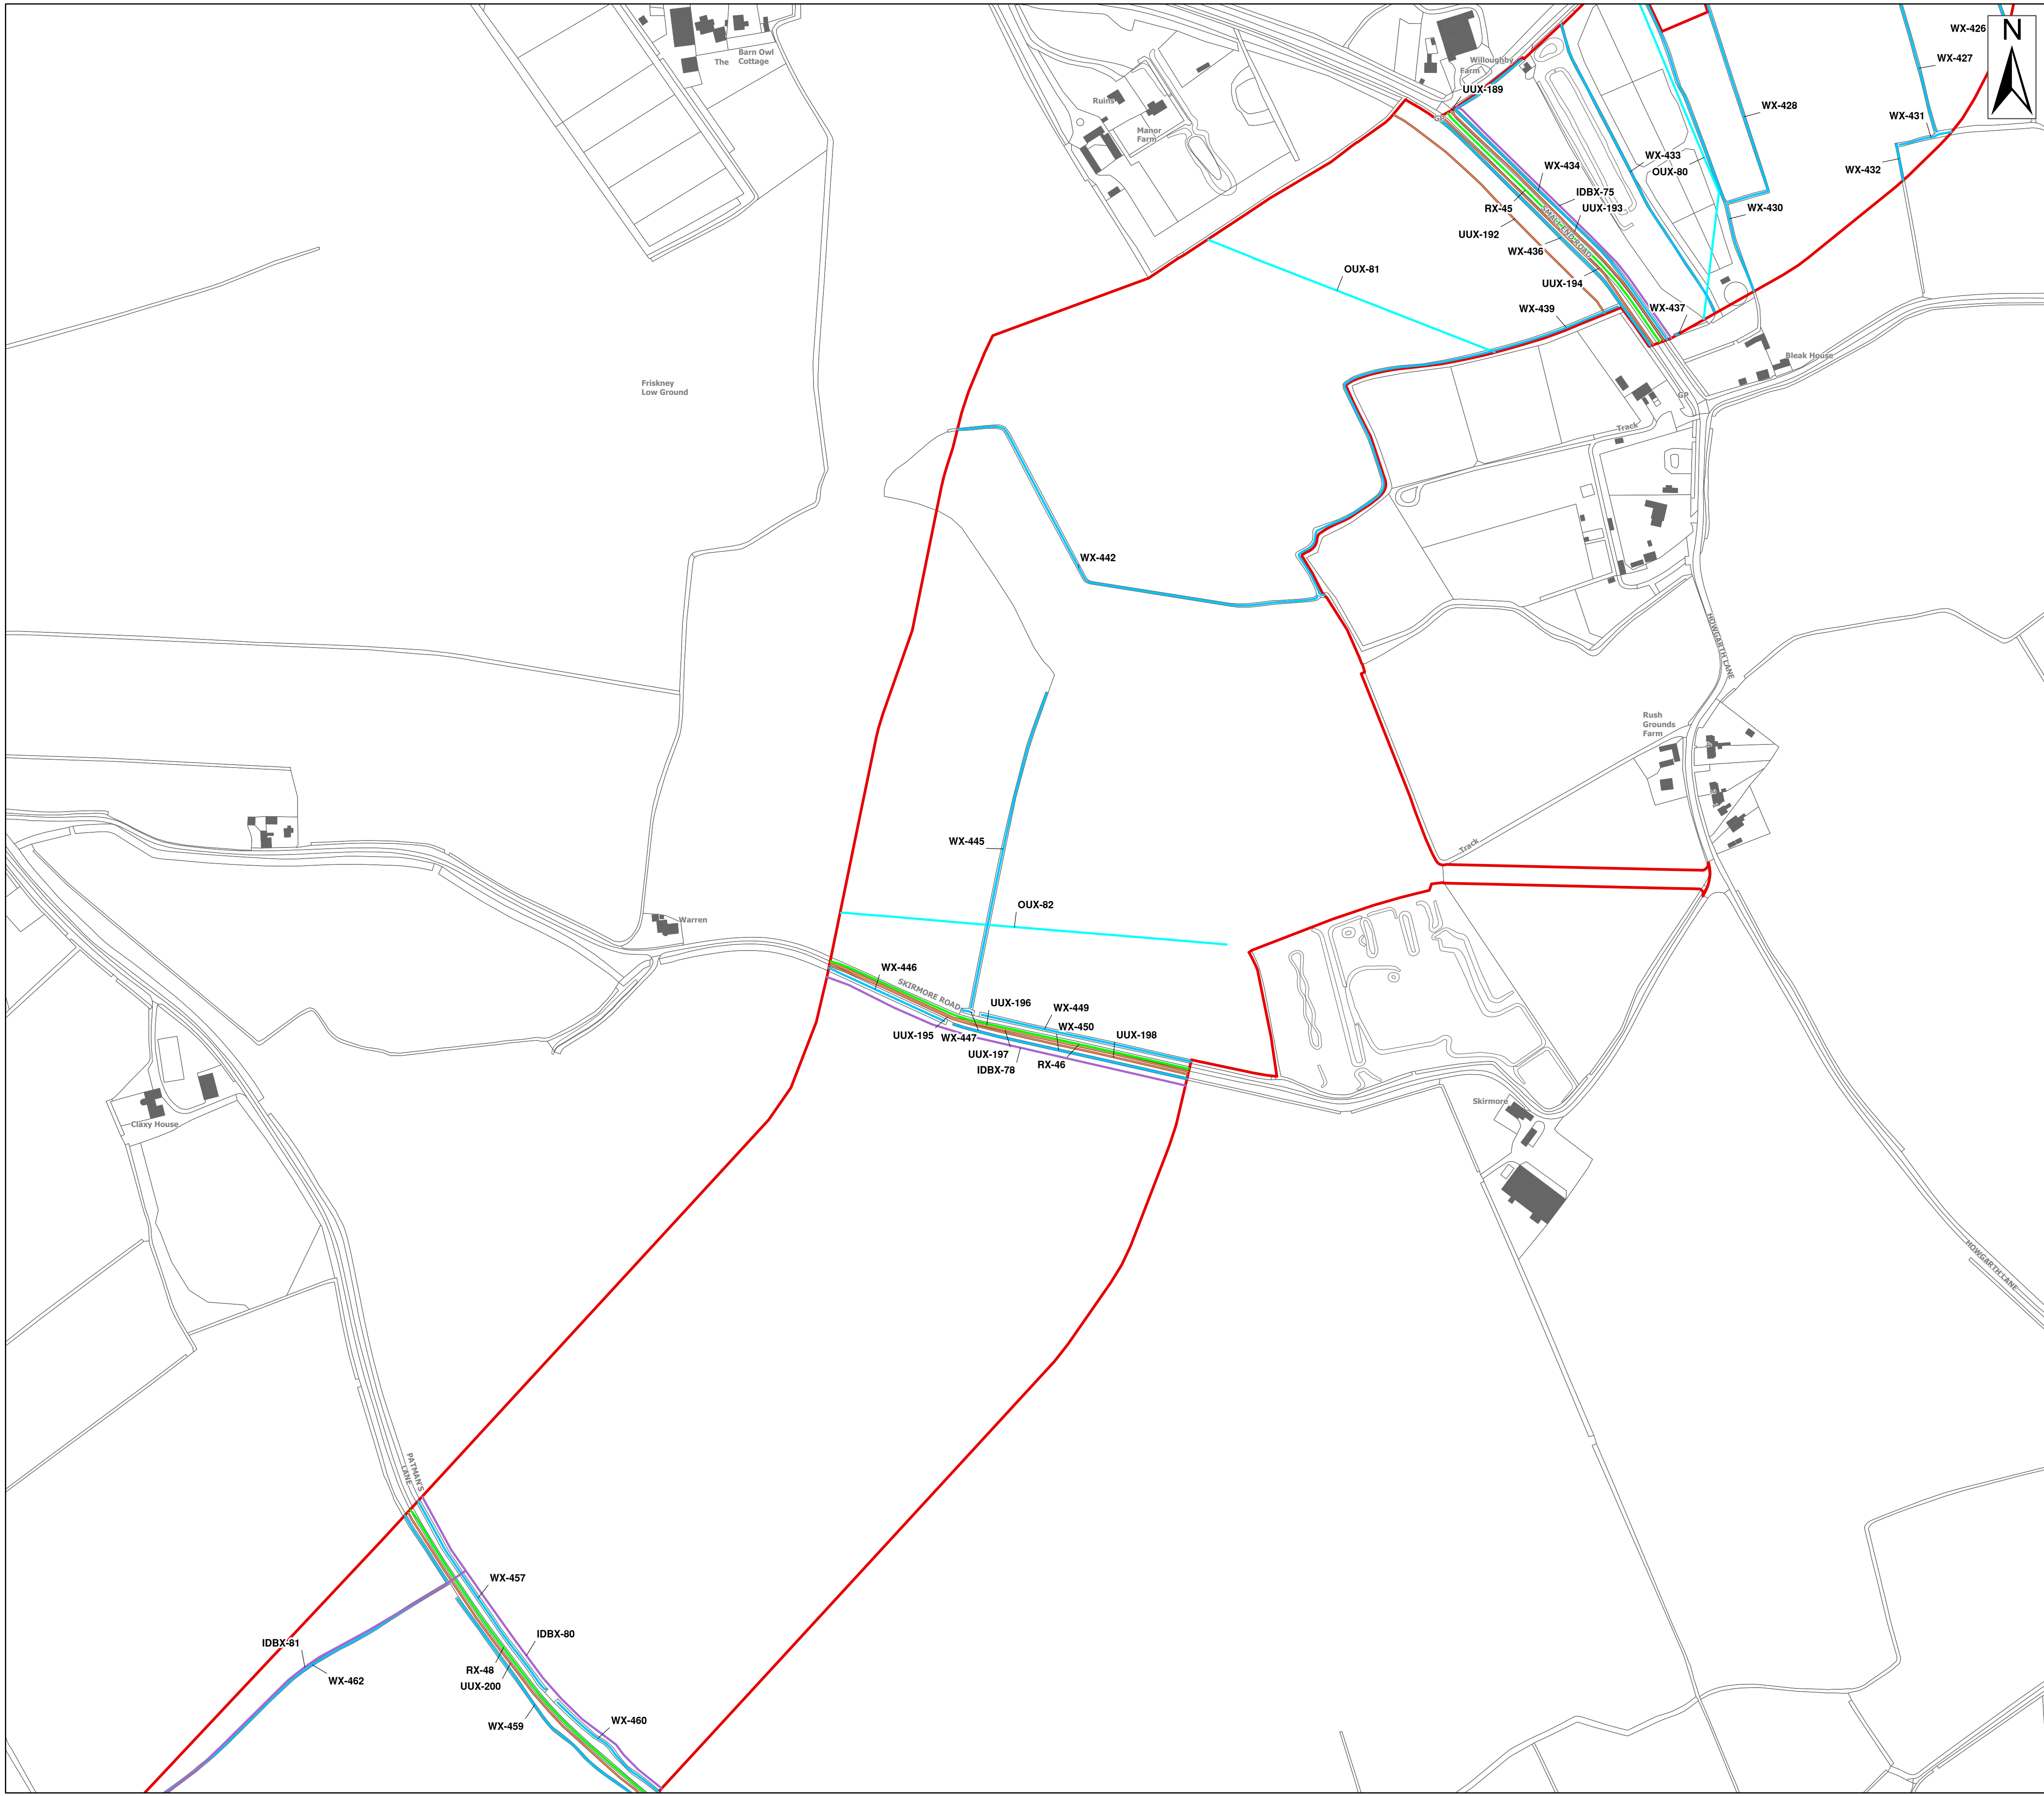 WX-426
N
WX-427
Barn Owl
Cottage
The
Willoughby
Farm
UUX-189
Ruins
WX-428
GP
WX-431
Manor
Farm
WX-433
OUX-80
WX-434
WX-432
IDBX-75
RX-45
UUX-193
WX-430
SMALL END ROAD
UUX-192
WX-436
OUX-81
UUX-194
WX-439
WX-437
Bleak House
Friskney
Low Ground
GP
Track
WX-442
HOWGARTH LANE
Rush
Grounds
Farm
WX-445
Track
OUX-82
Warren
WX-446
SKIRMORE ROAD
UUX-196
WX-449
WX-450
UUX-195
WX-447
UUX-198
UUX-197
RX-46
IDBX-78
Skirmore
Claxy House
HOWGARTH LANE
PATMAN'S
LANE
WX-457
IDBX-80
IDBX-81
WX-462
RX-48
UUX-200
WX-459
WX-460